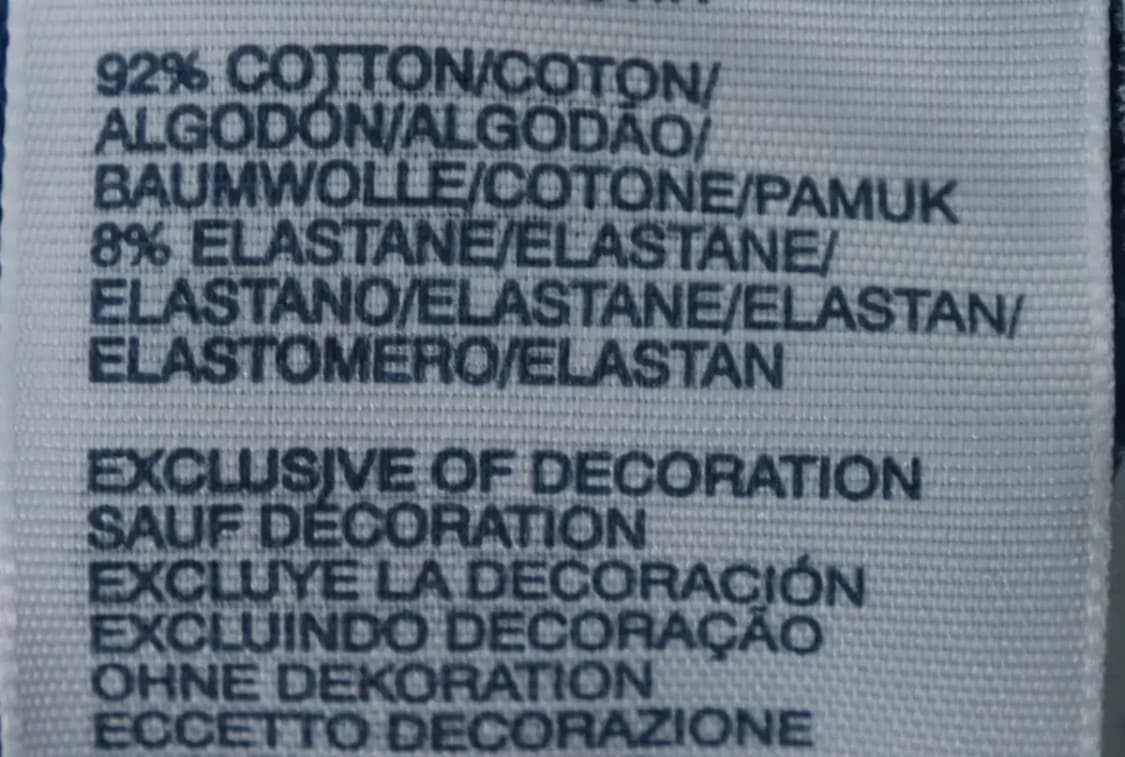 92% COTTON/COTON/
ALGODÓN/ALGODÃO/
BAUMWOLLE/COTONE/PAMUK
8% ELASTANE/ELASTANE/
ELASTANO/ELASTANE/ELASTAN/
ELASTOMERO/ELASTAN
EXCLUSIVE OF DECORATION
SAUF DÉCORATION
EXCLUYE LA DECORACIÓN
EXCLUINDO DECORAÇÃO
OHNE DEKORATION
ECCETTO DECORAZIONE